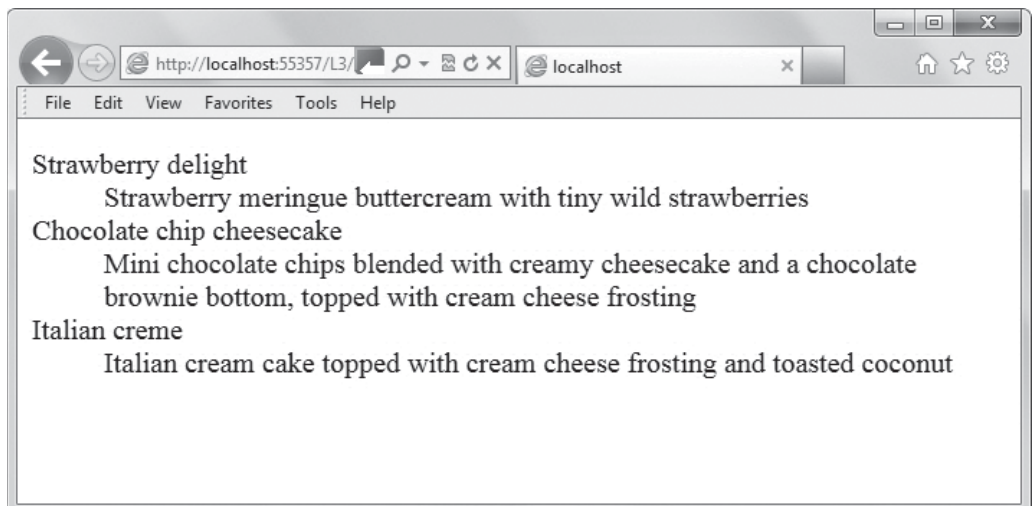 http://localhost:55357/L3/
localhost
File Edit View Favorites Tools Help
Strawberry delight
Strawberry meringue buttercream with tiny wild strawberries
Chocolate chip cheesecake
Mini chocolate chips blended with creamy cheesecake and a chocolate
brownie bottom, topped with cream cheese frosting
Italian creme
Italian cream cake topped with cream cheese frosting and toasted coconut